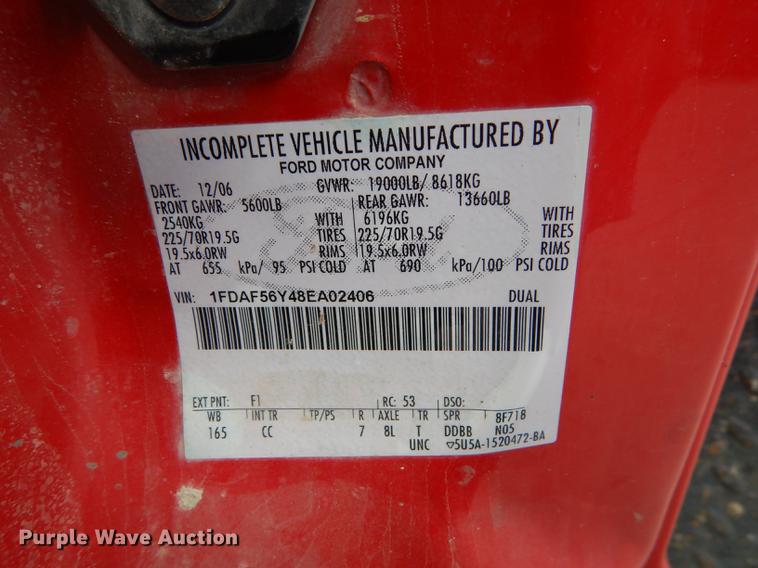 INCOMPLETE VEHICLE MANUFACTURED BY
FORD MOTOR COMPANY
DATE: 12/06 GVWR: 19000LB/ 8618KG
FRONT GAWR: 5600LB REAR GAWR: 13660LB
2540KG WITH 6196KG WITH
225/70R19.5G TIRES 225/70R19.5G TIRES
19.5x6.0RW RIMS 19.5x6.0RW RIMS
AT 655 kPa/ 95 PSI COLD AT 690 kPa/100 PSI COLD
VIN: 1FDAF56Y48EA02406 DUAL
EXT PNT: F1 RC: 53 DSO: -
WB INT TR TP/PS R AXLE TR SPR 8F718
165 CC 7 8L T DDBB N05
UNC ▽5U5A-1520472-BA
Purple Wave Auction